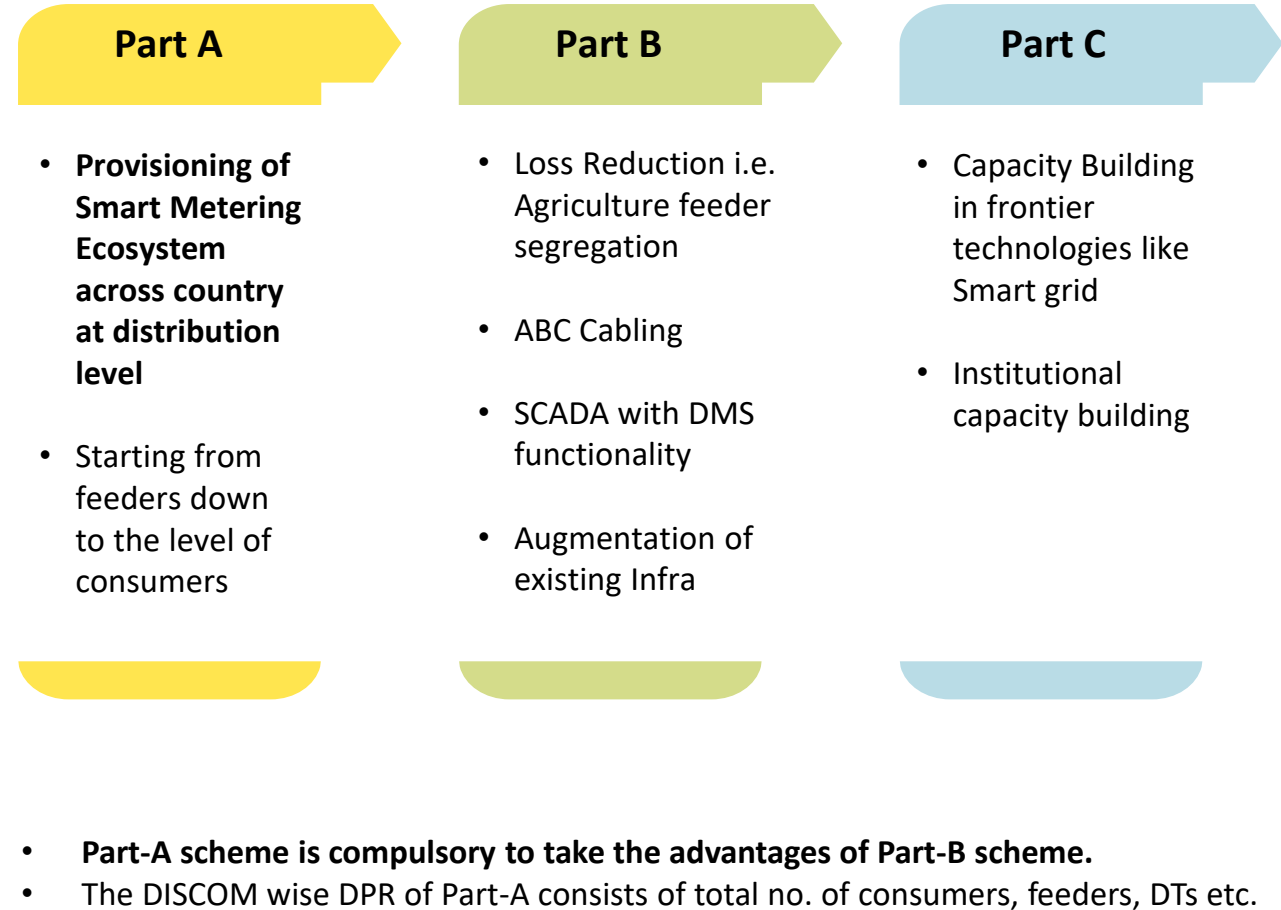 Part A
• Provisioning of
Smart Metering
Ecosystem
across country
at distribution
level
• Starting from
feeders down
to the level of
consumers
Part B
• Loss Reduction i.e.
Agriculture feeder
segregation
• ABC Cabling
• SCADA with DMS
functionality
• Augmentation of
existing Infra
Part C
• Capacity Building
in frontier
technologies like
Smart grid
• Institutional
capacity building
• Part-A scheme is compulsory to take the advantages of Part-B scheme.
• The DISCOM wise DPR of Part-A consists of total no. of consumers, feeders, DTs etc.